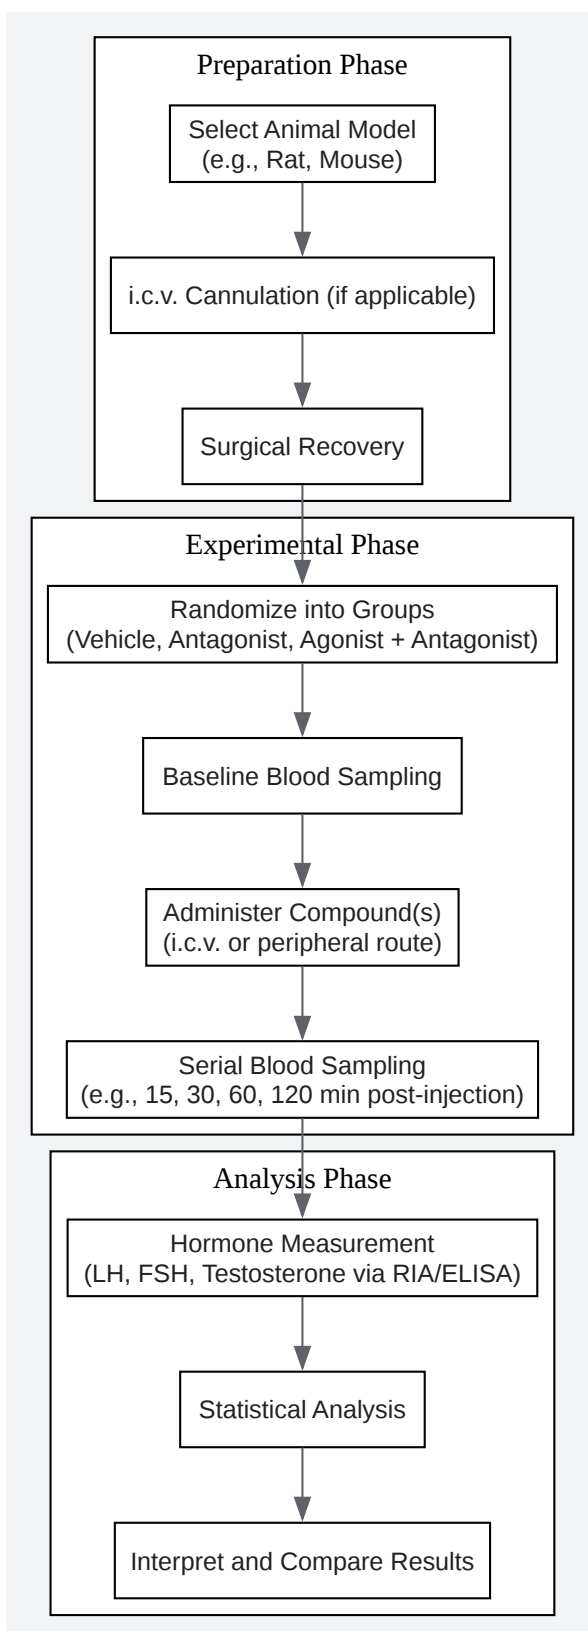 Preparation Phase
Select Animal Model
(e.g., Rat, Mouse)
i.c.v. Cannulation (if applicable)
Surgical Recovery
Experimental Phase
Randomize into Groups
(Vehicle, Antagonist, Agonist + Antagonist)
Baseline Blood Sampling
Administer Compound(s)
(i.c.v. or peripheral route)
Serial Blood Sampling
(e.g., 15, 30, 60, 120 min post-injection)
Analysis Phase
Hormone Measurement
(LH, FSH, Testosterone via RIA/ELISA)
Statistical Analysis
Interpret and Compare Results